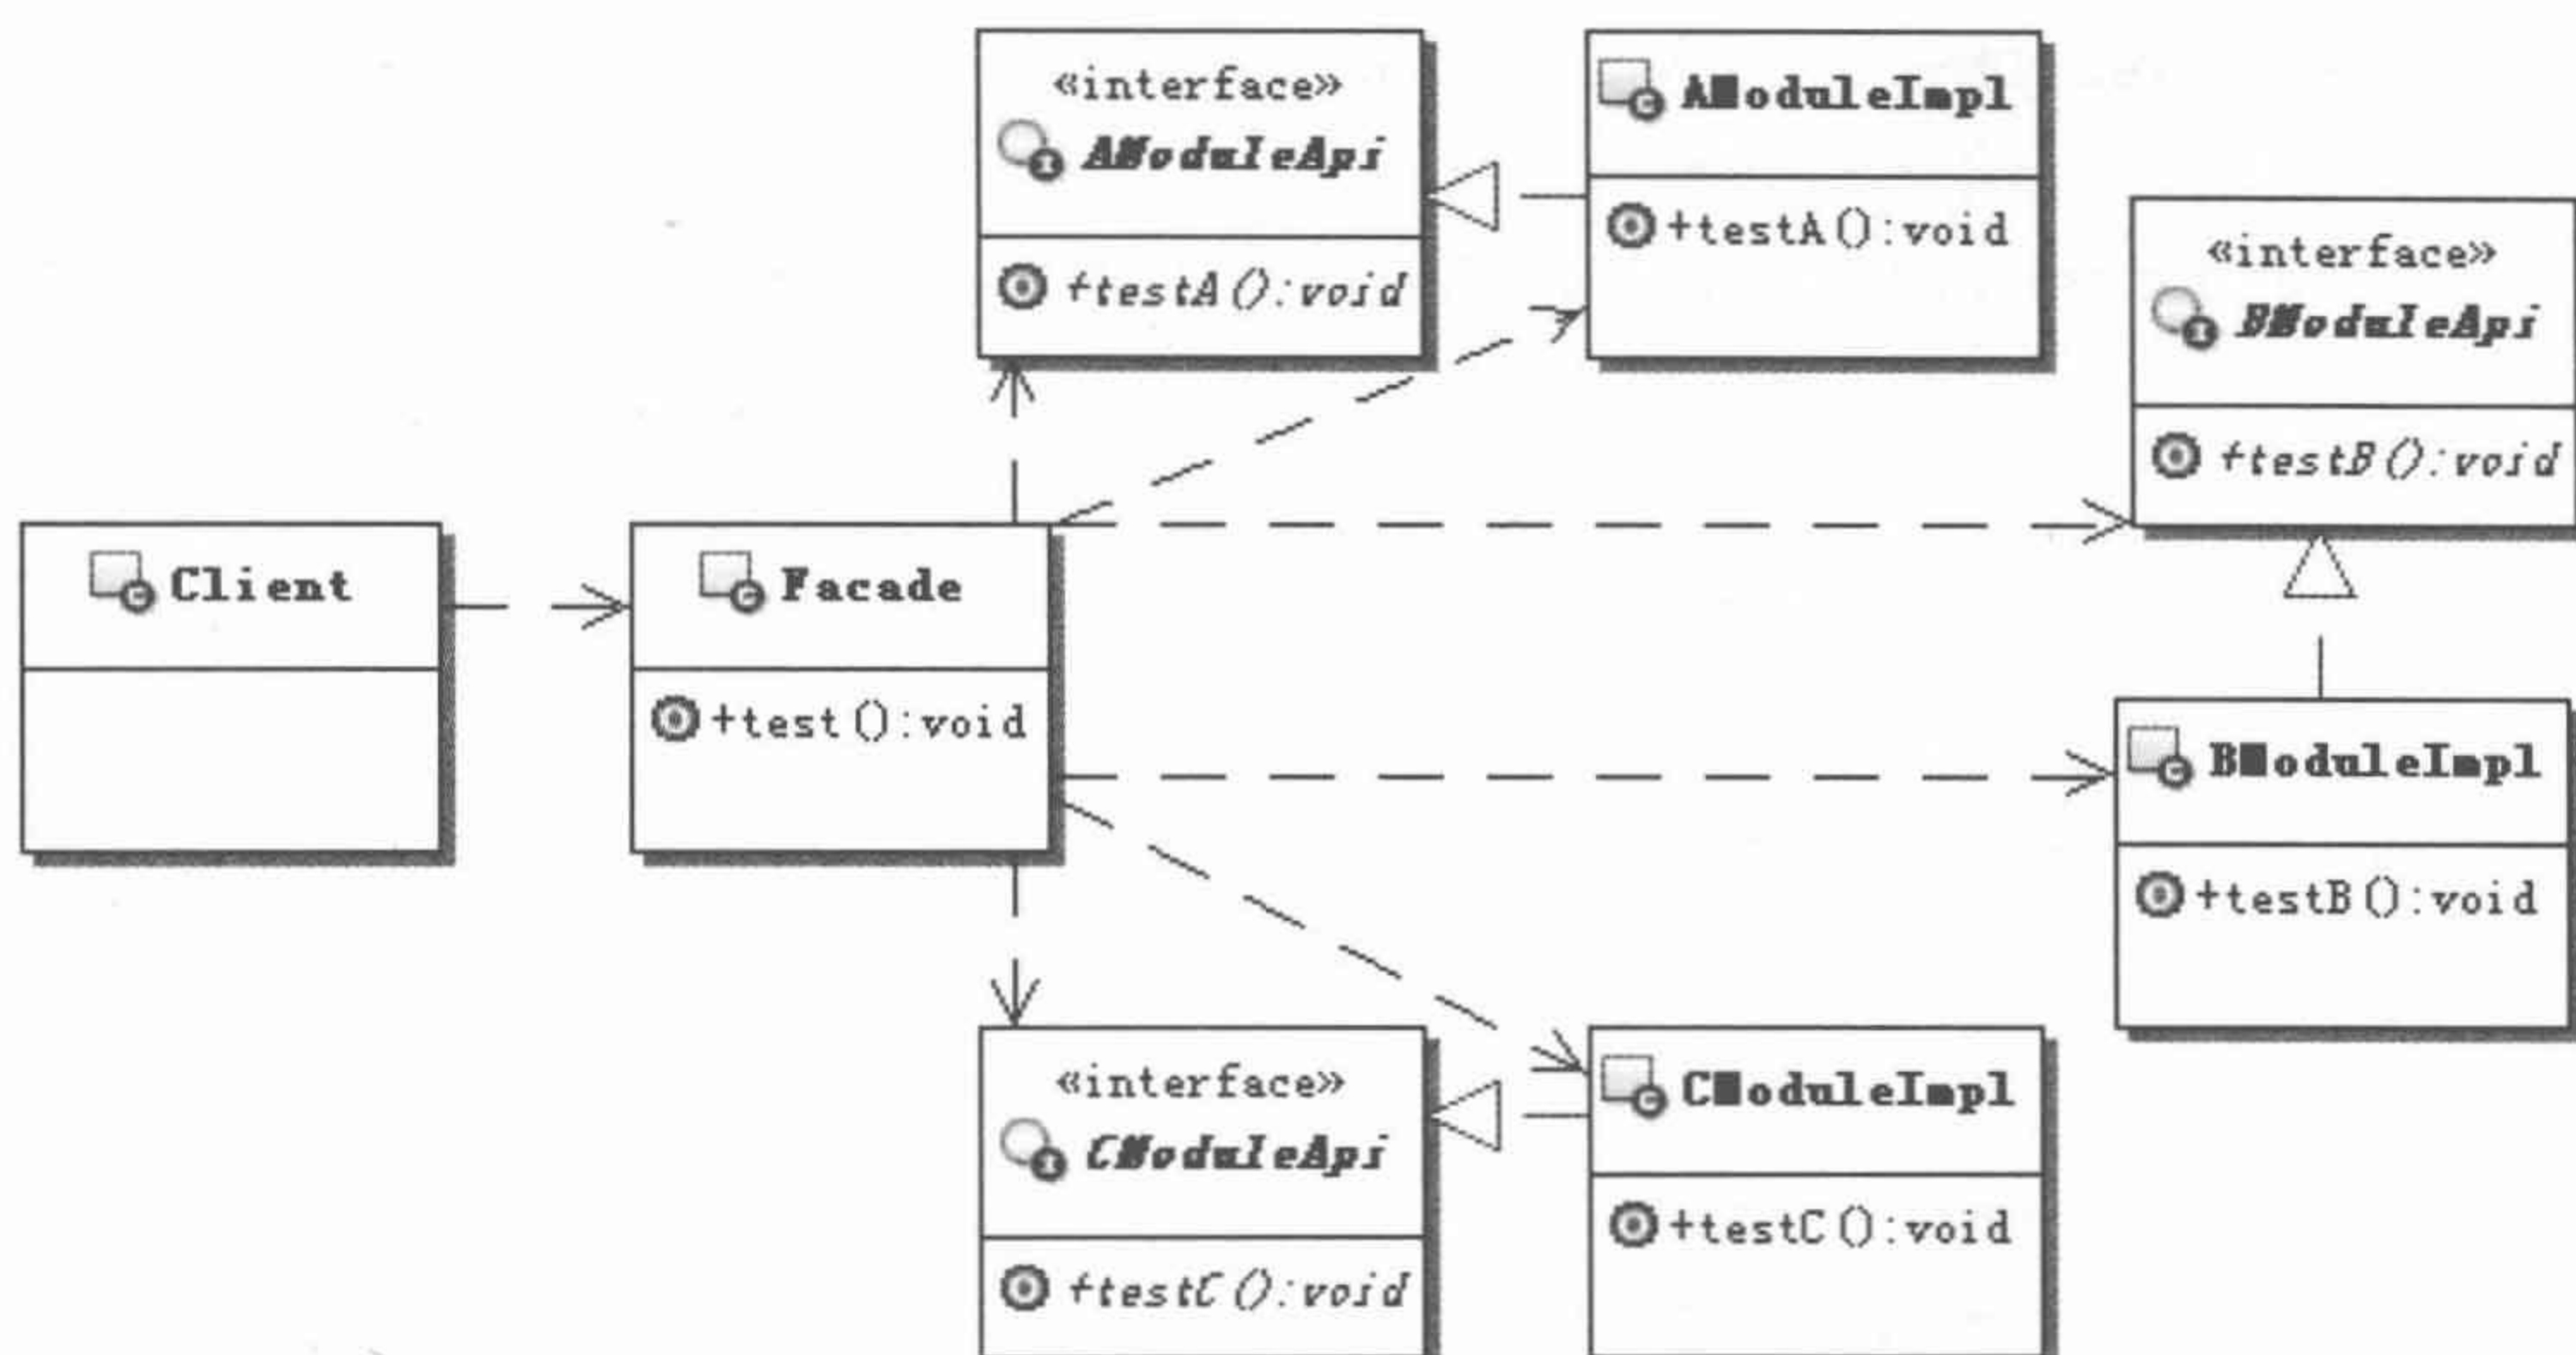 «interface»
AModuleApi
+testA():void
AModuleImpl
+testA():void
«interface»
BModuleApi
+testB():void
Client
Facade
+test():void
BModuleImpl
+testB():void
«interface»
CModuleApi
+testC():void
CModuleImpl
+testC():void